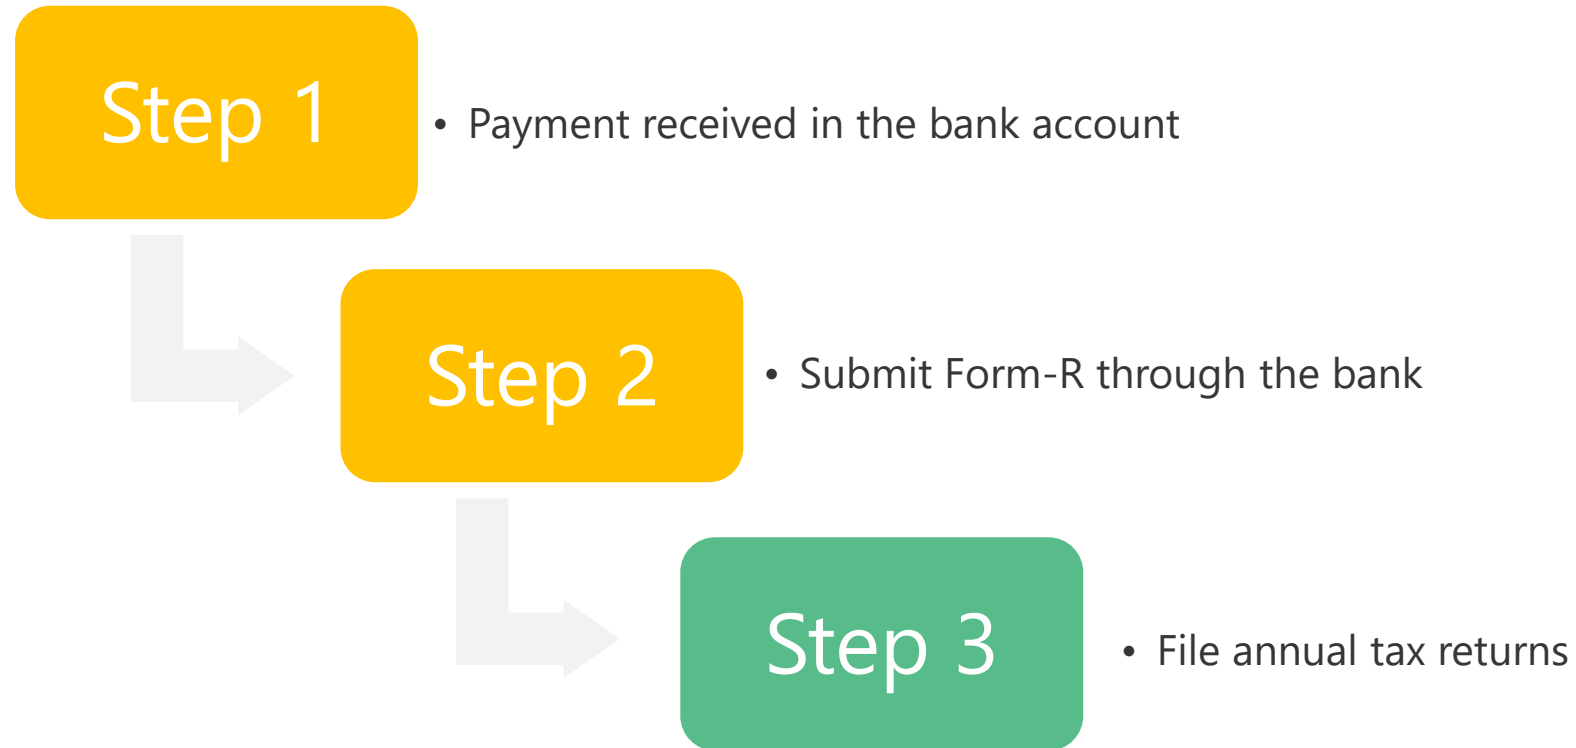 Step 1
• Payment received in the bank account
Step 2
• Submit Form-R through the bank
Step 3
• File annual tax returns